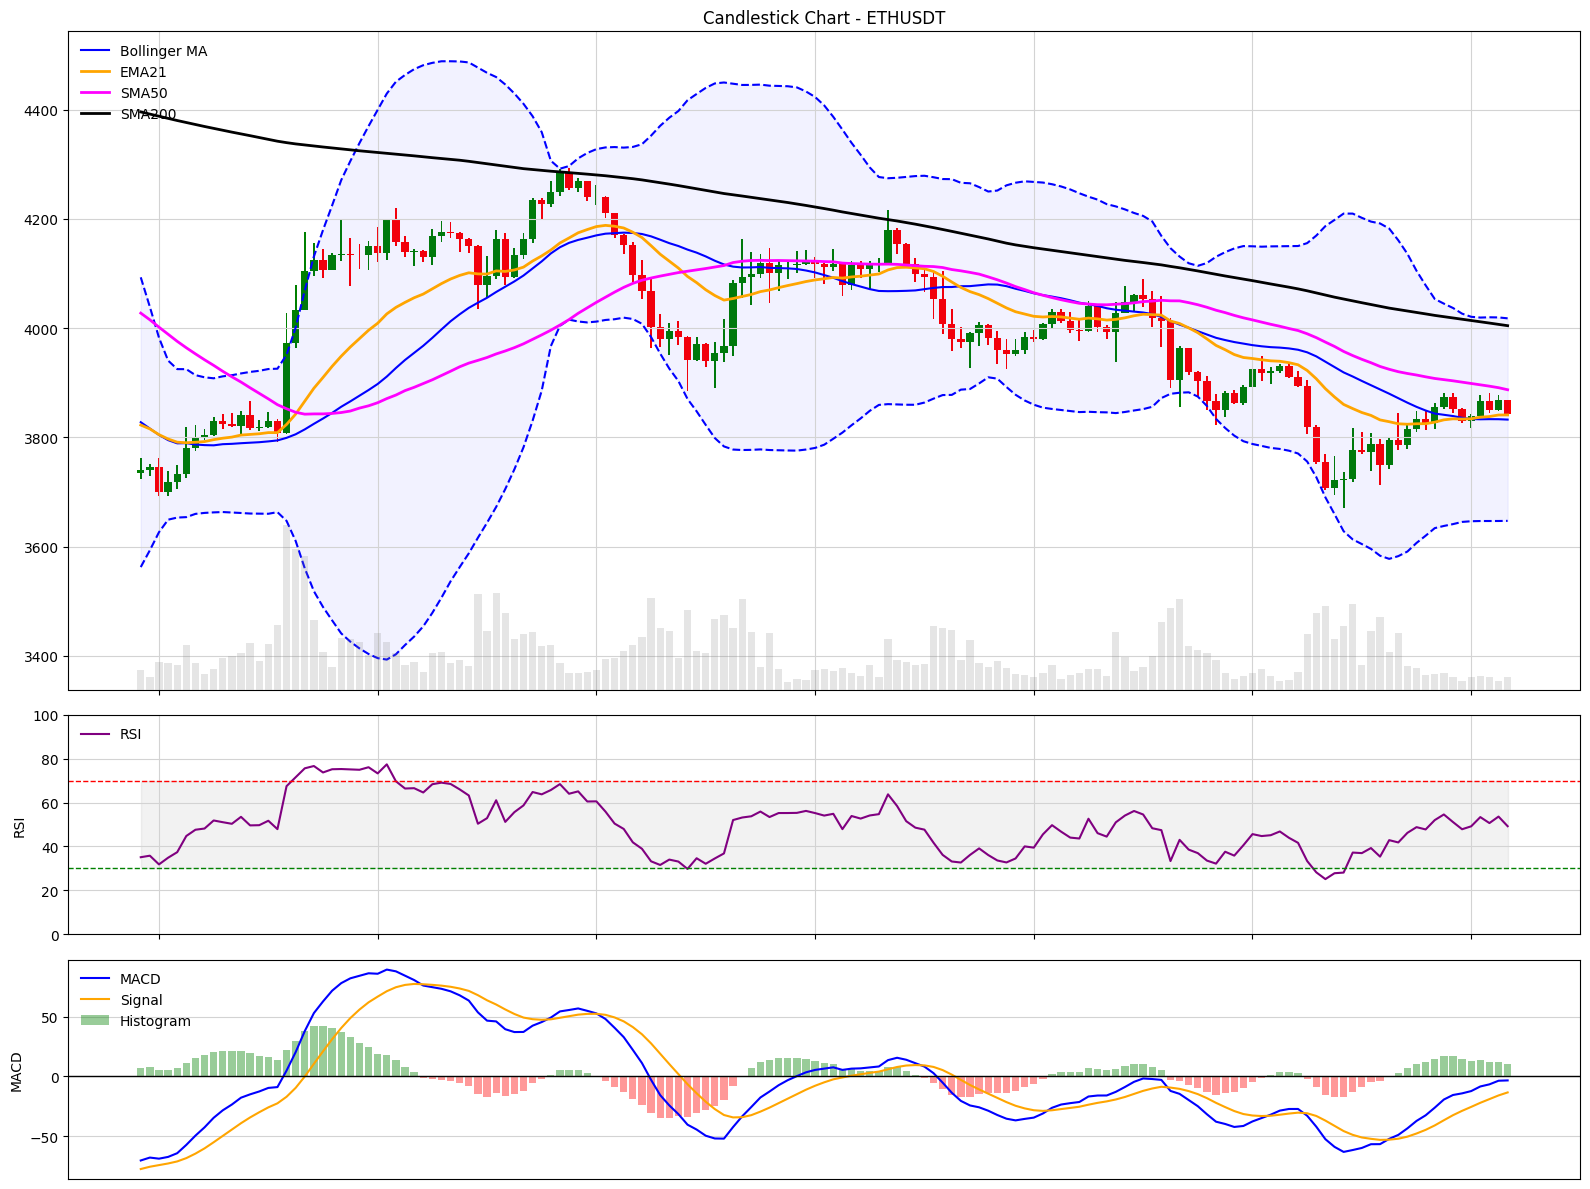 Candlestick Chart - ETHUSDT
Bollinger MA
EMA21
SMA50
SMA200
4400
4200
4000
3800
3600
3400
RSI
100
80
60
40
20
0
RSI
MACD
Signal
Histogram
50
0
−50
MACD